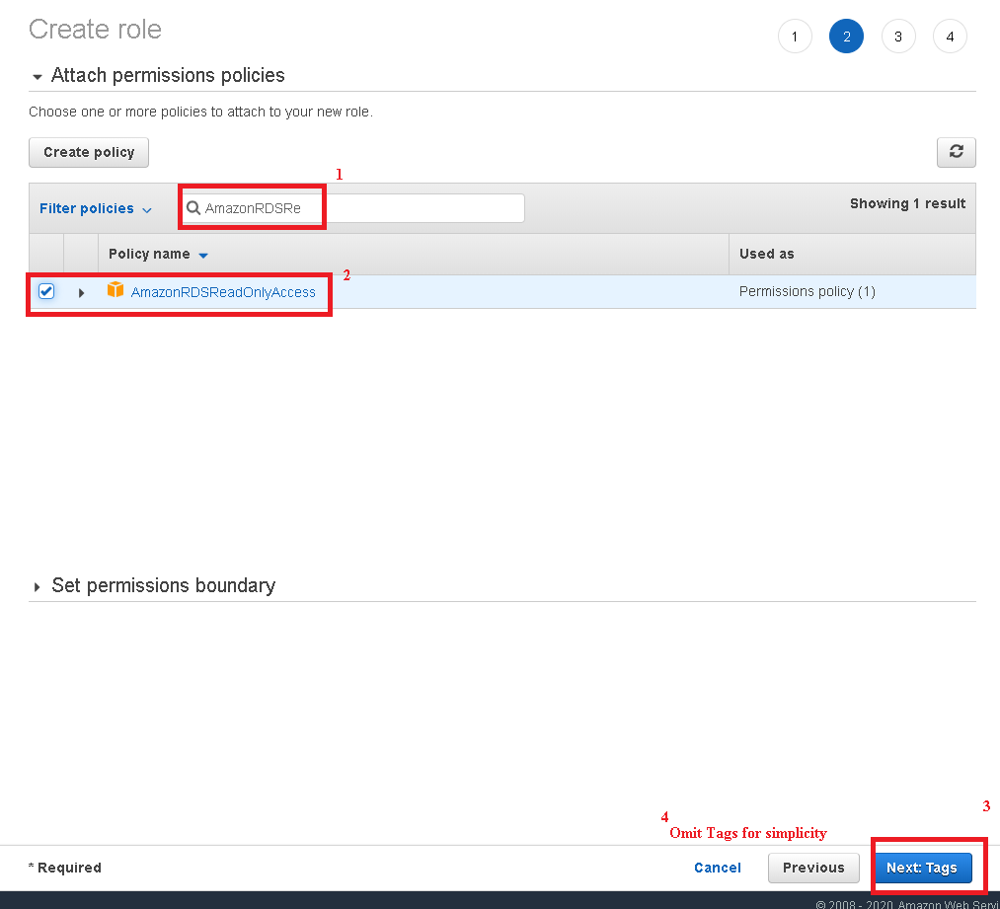 Create role
1 2 3 4
Attach permissions policies
Choose one or more policies to attach to your new role.
Create policy
1
Filter policies
AmazonRDSRe
Showing 1 result
Policy name
Used as
2
AmazonRDSReadOnlyAccess
Permissions policy (1)
Set permissions boundary
3
4
Omit Tags for simplicity
* Required
Cancel
Previous
Next: Tags
© 2008 - 2020, Amazon Web Servi